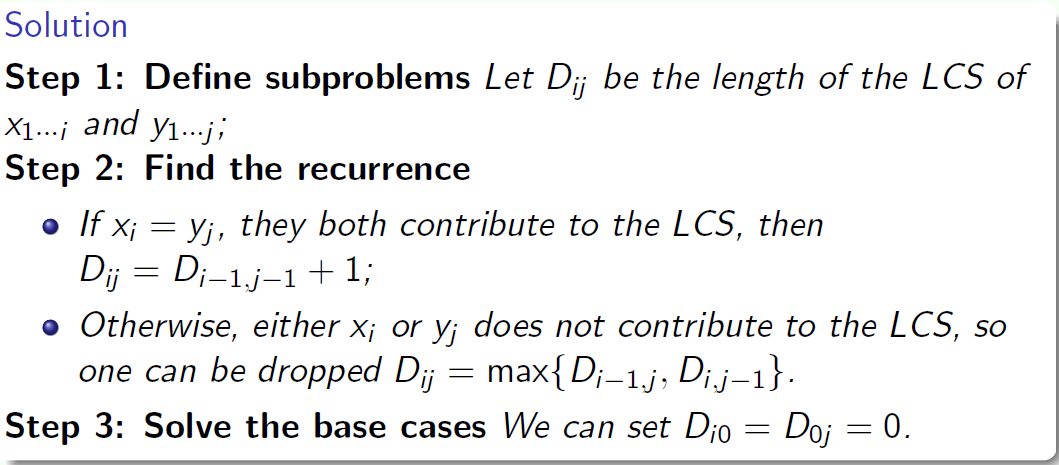 Solution
Step 1: Define subproblems Let D_{ij} be the length of the LCS of
x_{1···i} and y_{1···j};
Step 2: Find the recurrence
If x_i = y_j, they both contribute to the LCS, then
D_{ij} = D_{i−1,j−1} + 1;
Otherwise, either x_i or y_j does not contribute to the LCS, so
one can be dropped D_{ij} = max{D_{i−1,j}, D_{i,j−1}}.
Step 3: Solve the base cases We can set D_{i0} = D_{0j} = 0.